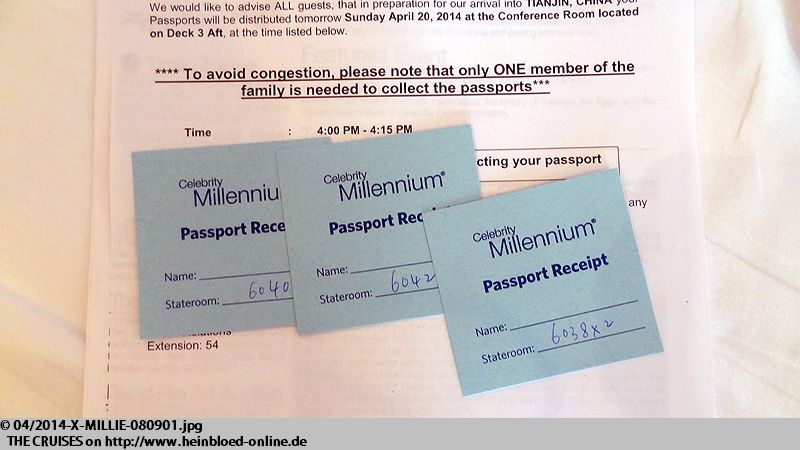 We would like to advise ALL guests, that in preparation for our arrival into TIANJIN, CHINA your
Passports will be distributed tomorrow Sunday April 20, 2014 at the Conference Room located
on Deck 3 Aft, at the time listed below.
**** To avoid congestion, please note that only ONE member of the
family is needed to collect the passports***
Time : 4:00 PM - 4:15 PM
cting your passport
any
Celebrity
Millenniu
Passport Rece
Name:
Stateroom: 6040
Celebrity
Millennium®
Passport Rec
Name:
Stateroom: 6042
Celebrity
Millennium®
Passport Receipt
Name:
Stateroom: 6038x2
Extension: 54
© 04/2014-X-MILLIE-080901.jpg
THE CRUISES on http://www.heinbloed-online.de